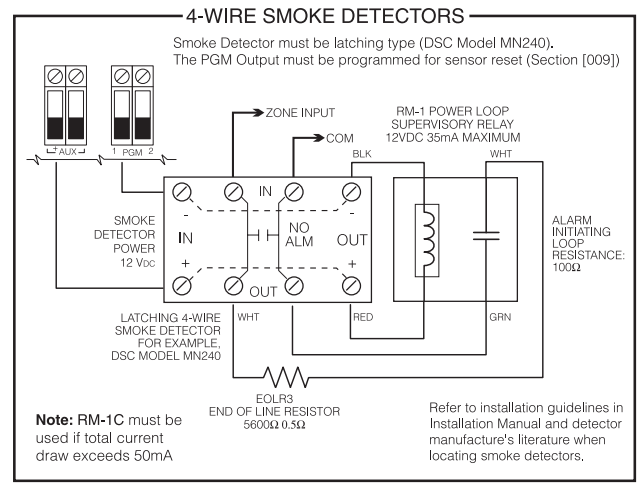 4-WIRE SMOKE DETECTORS
Smoke Detector must be latching type (DSC Model MN240).
The PGM Output must be programmed for sensor reset (Section [009])
ZONE INPUT
COM
RM-1 POWER LOOP
SUPERVISORY RELAY
12VDC 35mA MAXIMUM
+ AUX -
1 PGM 2
BLK
WHT
SMOKE
DETECTOR
POWER
12 VDC
-
IN
+
IN
NO
ALM
OUT
-
OUT
+
ALARM
INITIATING
LOOP
RESISTANCE:
100Ω
LATCHING 4-WIRE
SMOKE DETECTOR
FOR EXAMPLE,
DSC MODEL MN240
WHT
RED
GRN
EOLR3
END OF LINE RESISTOR
5600Ω 0.5Ω
Note: RM-1C must be
used if total current
draw exceeds 50mA
Refer to installation guidelines in
Installation Manual and detector
manufacture's literature when
locating smoke detectors.